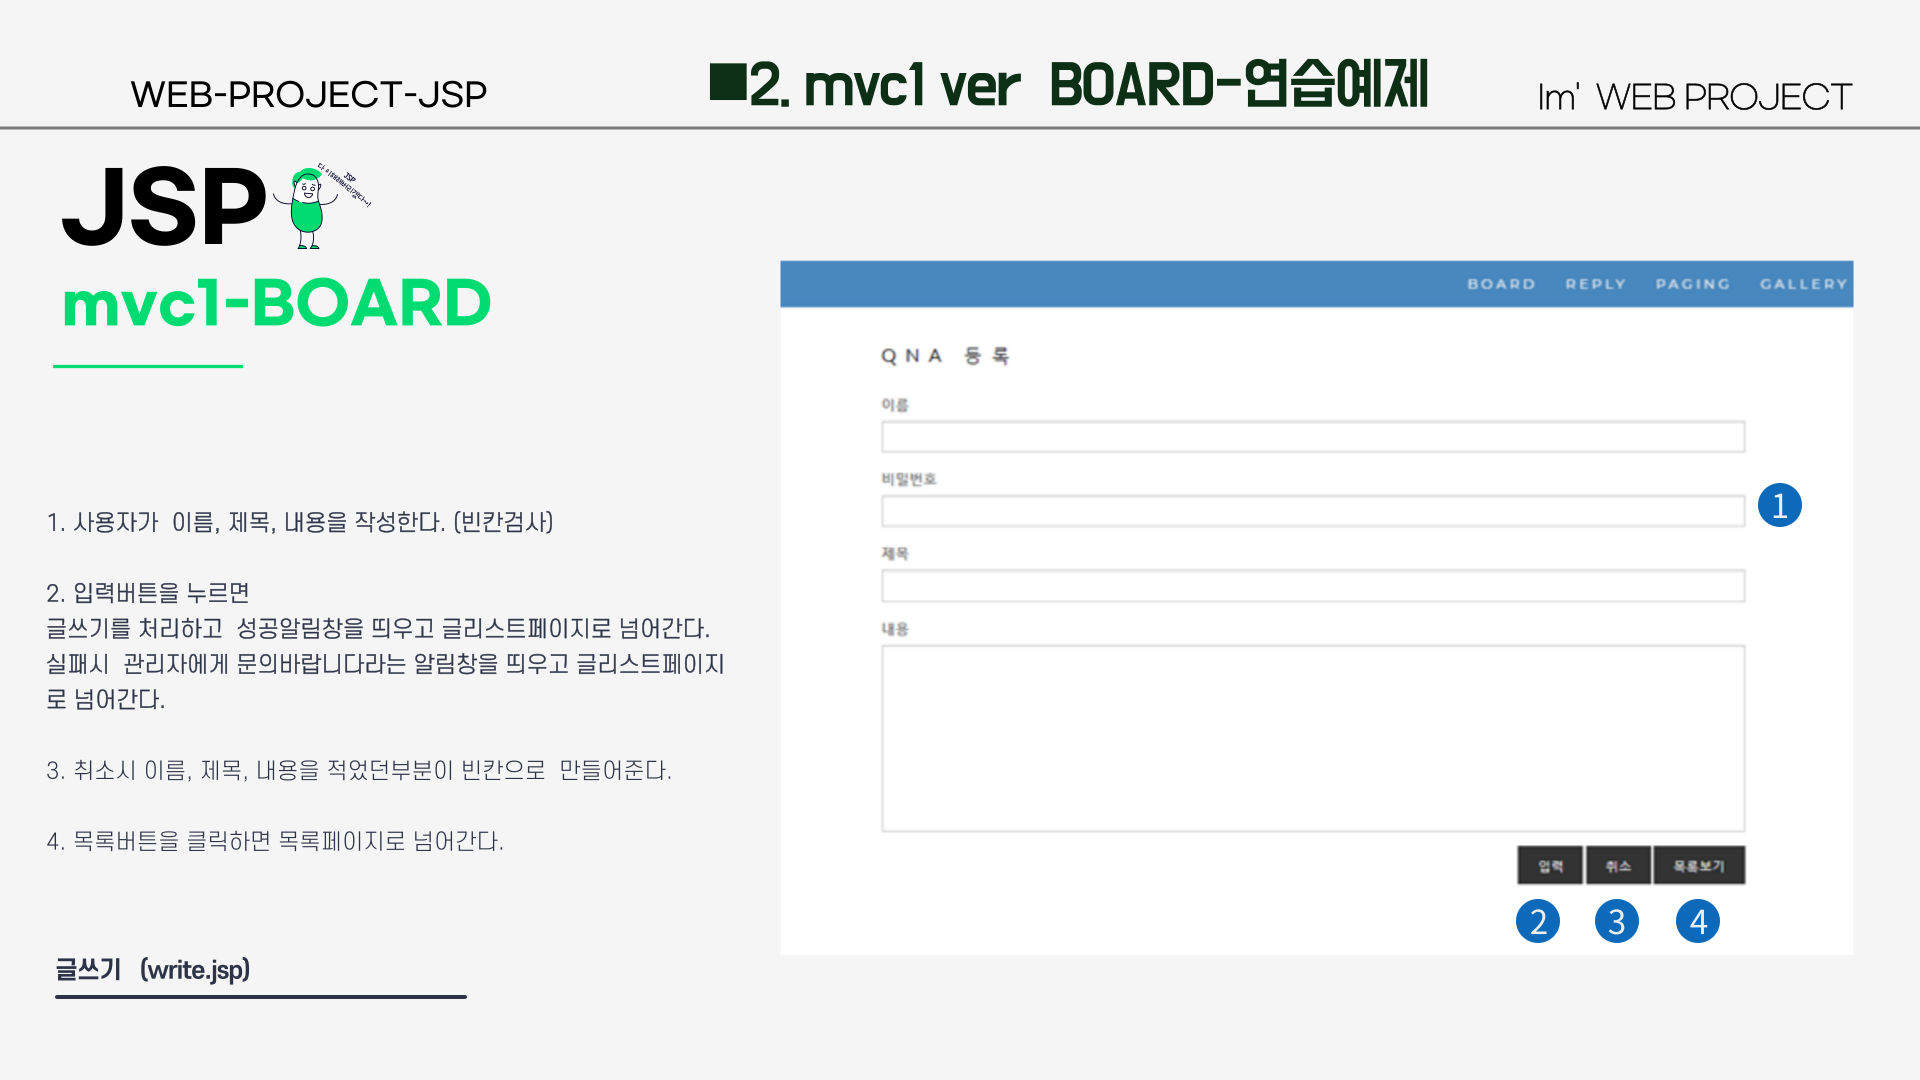 WEB-PROJECT-JSP
■2. mvc1 ver BOARD-연습예제
Im' WEB PROJECT
JSP
JSP
mvc1-BOARD
1. 사용자가 이름, 제목, 내용을 작성한다. (빈칸검사)
2. 입력버튼을 누르면
글쓰기를 처리하고 성공알림창을 띄우고 글리스트페이지로 넘어간다.
실패시 관리자에게 문의바랍니다라는 알림창을 띄우고 글리스트페이지
로 넘어간다.
3. 취소시 이름, 제목, 내용을 적었던부분이 빈칸으로 만들어준다.
4. 목록버튼을 클릭하면 목록페이지로 넘어간다.
글쓰기 (write.jsp)
BOARD REPLY PAGING GALLERY
QNA 등록
이름
비밀번호
1
제목
내용
입력 취소 목록보기
2 3 4